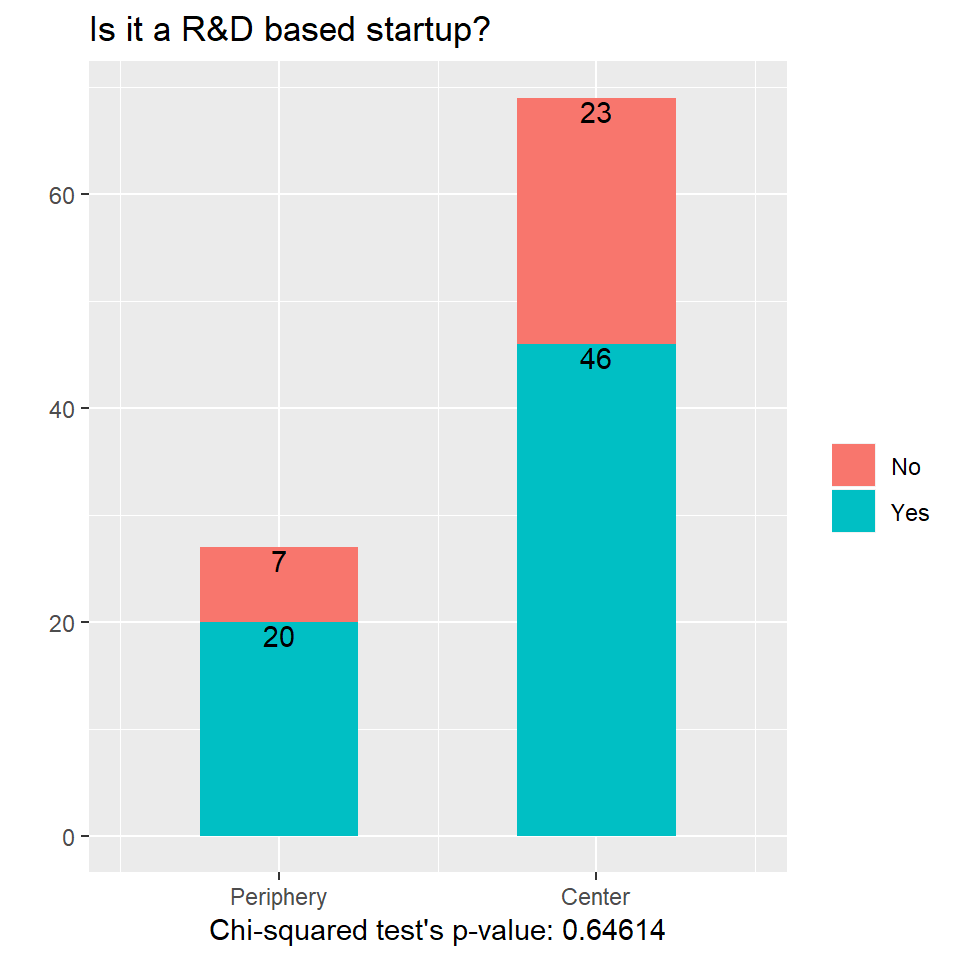 Is it a R&D based startup?
23
60
46
40
No
Yes
7
20
20
0
Periphery Center
Chi-squared test's p-value: 0.64614